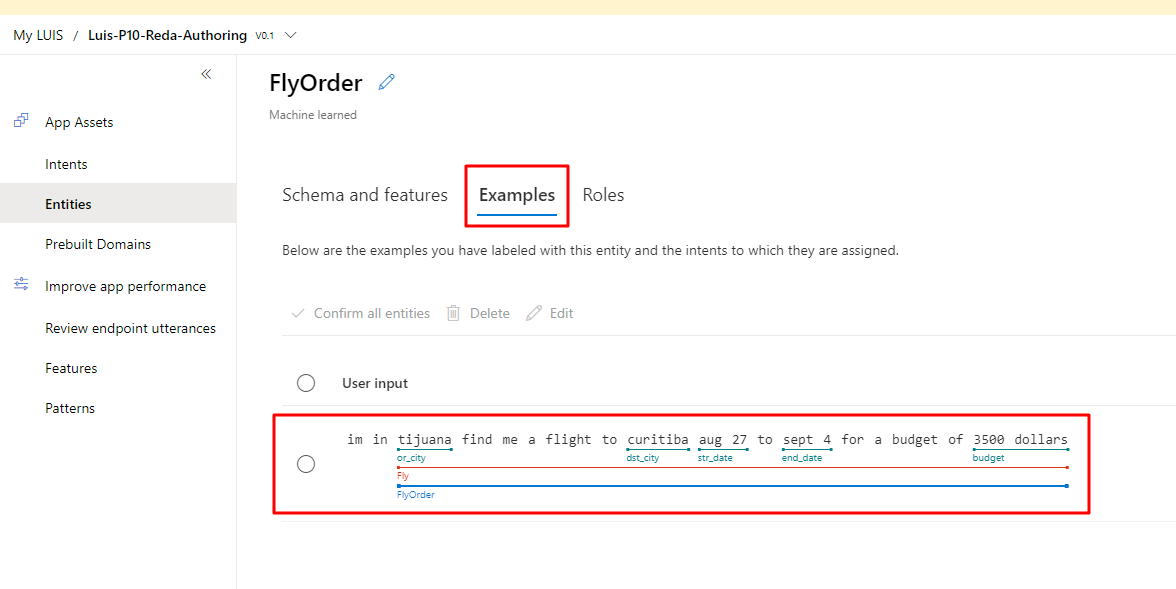 My LUIS / Luis-P10-Reda-Authoring V0.1
FlyOrder
Machine learned
App Assets
Intents
Entities
Prebuilt Domains
Improve app performance
Review endpoint utterances
Features
Patterns
Schema and features Examples Roles
Below are the examples you have labeled with this entity and the intents to which they are assigned.
Confirm all entities Delete Edit
User input
im in tijuana find me a flight to curitiba aug 27 to sept 4 for a budget of 3500 dollars
or_city dst_city str_date end_date budget
Fly
FlyOrder